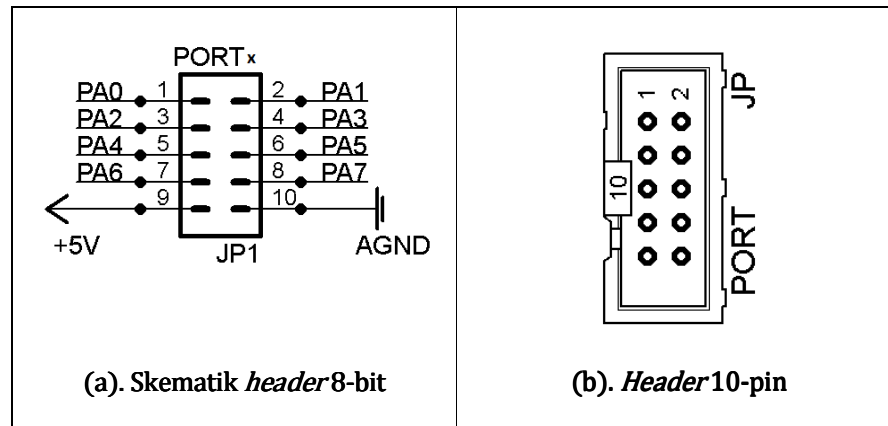 PORTx
PA0 1 2 PA1
PA2 3 4 PA3
PA4 5 6 PA5
PA6 7 8 PA7
9 10
+5V AGND
JP1
(a). Skematik header 8-bit
1 2 JP
10
PORT
(b). Header 10-pin